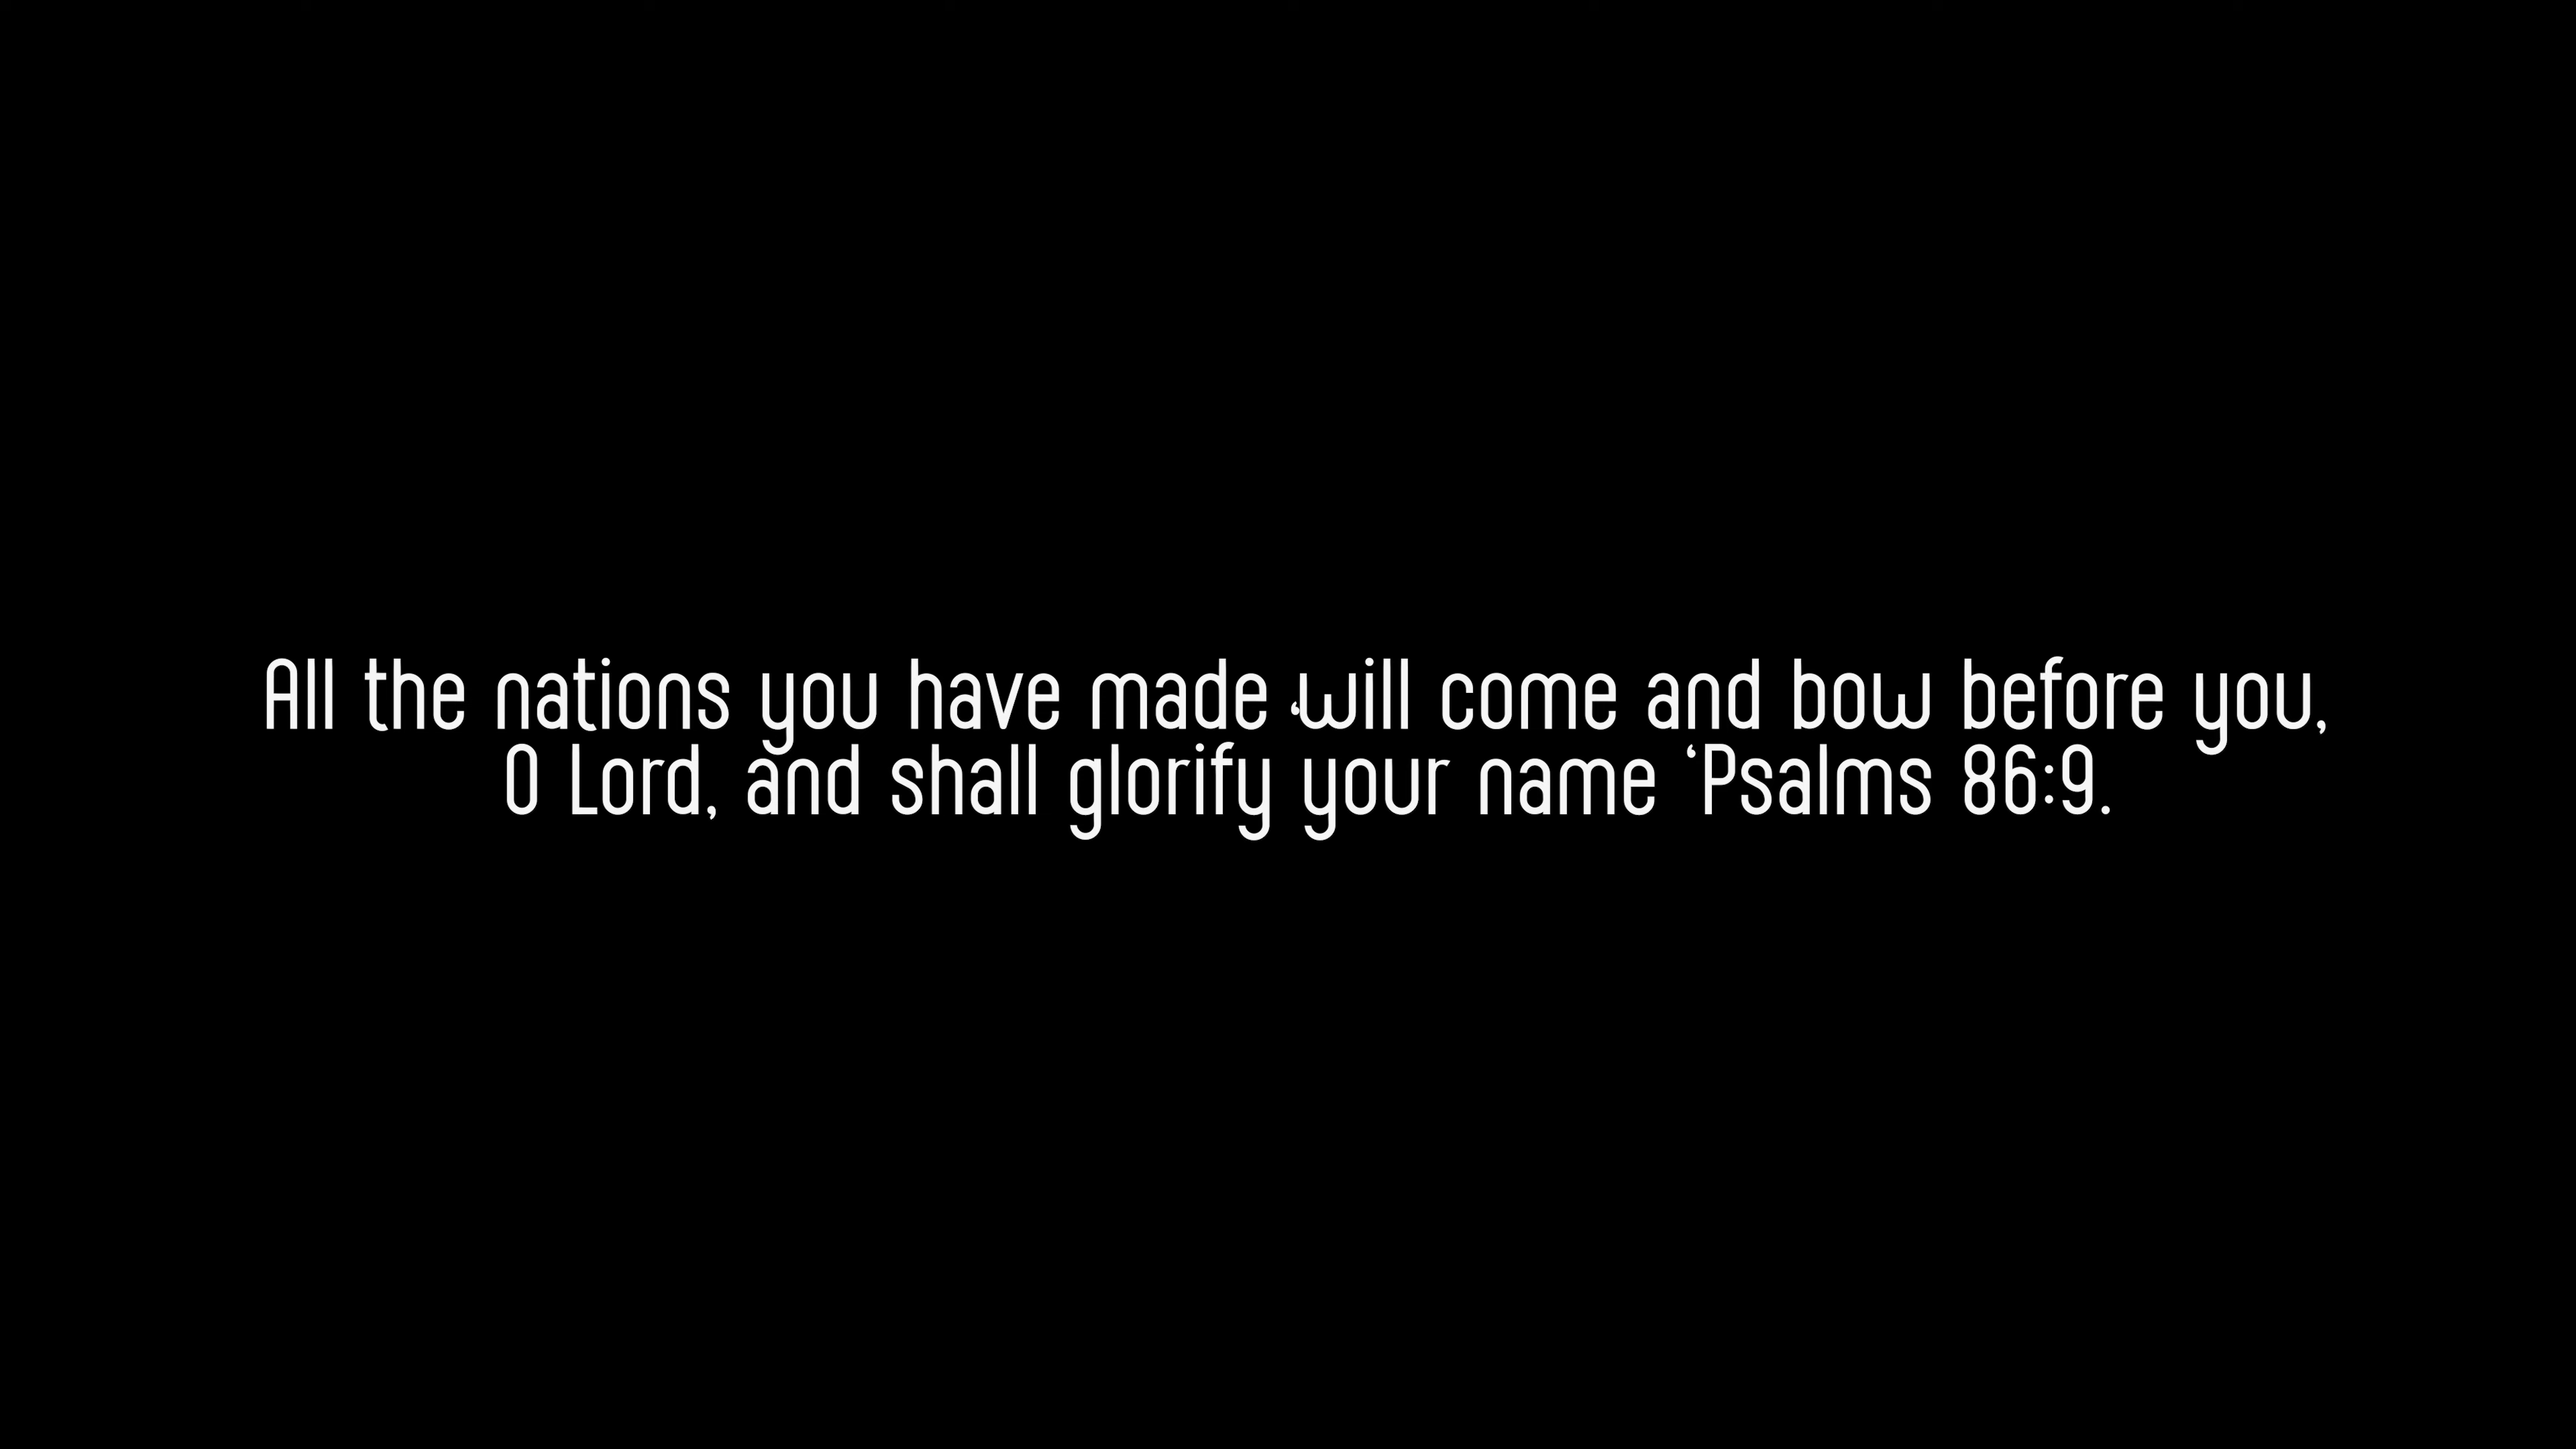 All the nations you have made ‘will come and bow before you,
O Lord, and shall glorify your name ‘Psalms 86:9.